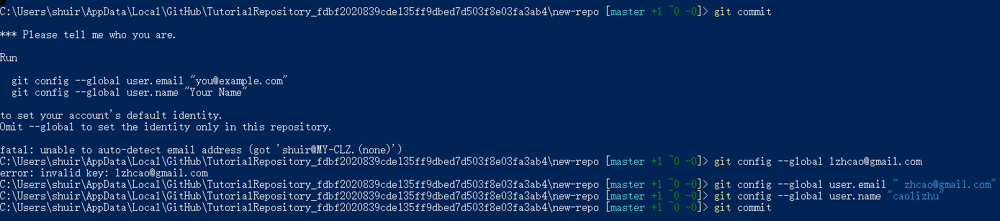 C:\Users\shuir\AppData\Local\GitHub\TutorialRepository_fdbf2020839cde135ff9dbed7d503f8e03fa3ab4\new-repo [master +1 ~0 -0]> git commit
*** Please tell me who you are.
Run
git config --global user.email "you@example.com"
git config --global user.name "Your Name"
to set your account's default identity.
Omit --global to set the identity only in this repository.
fatal: unable to auto-detect email address (got 'shuir@MY-CLZ.(none)')
C:\Users\shuir\AppData\Local\GitHub\TutorialRepository_fdbf2020839cde135ff9dbed7d503f8e03fa3ab4\new-repo [master +1 ~0 -0]> git config --global lzhcao@gmail.com
error: invalid key: lzhcao@gmail.com
C:\Users\shuir\AppData\Local\GitHub\TutorialRepository_fdbf2020839cde135ff9dbed7d503f8e03fa3ab4\new-repo [master +1 ~0 -0]> git config --global user.email " zhcao@gmail.com"
C:\Users\shuir\AppData\Local\GitHub\TutorialRepository_fdbf2020839cde135ff9dbed7d503f8e03fa3ab4\new-repo [master +1 ~0 -0]> git config --global user.name "caolizhu"
C:\Users\shuir\AppData\Local\GitHub\TutorialRepository_fdbf2020839cde135ff9dbed7d503f8e03fa3ab4\new-repo [master +1 ~0 -0]> git commit